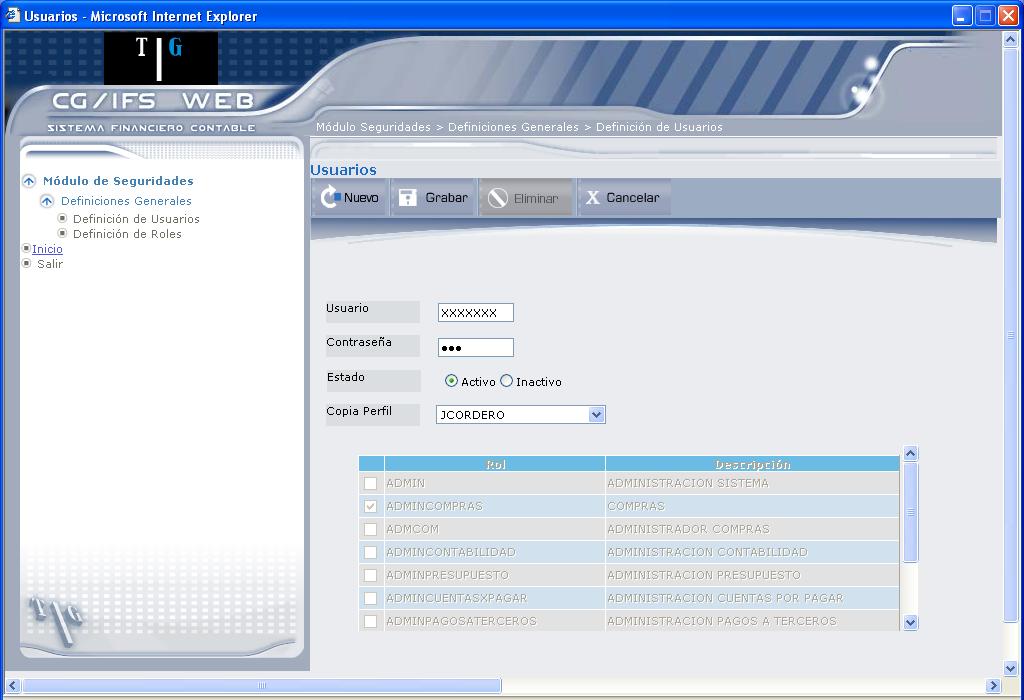 Usuarios - Microsoft Internet Explorer
T | G
CG/IFS WEB
SISTEMA FINANCIERO CONTABLE
Módulo Seguridades > Definiciones Generales > Definición de Usuarios
Módulo de Seguridades
Definiciones Generales
Definición de Usuarios
Definición de Roles
Inicio
Salir
T|G
Usuarios
Nuevo Grabar Eliminar X Cancelar
Usuario XXXXXXX
Contraseña •••
Estado Activo Inactivo
Copia Perfil JCORDERO
Rol Descripción
ADMIN ADMINISTRACION SISTEMA
ADMINCOMPRAS COMPRAS
ADMCOM ADMINISTRADOR COMPRAS
ADMINCONTABILIDAD ADMINISTRACION CONTABILIDAD
ADMINPRESUPUESTO ADMINISTRACION PRESUPUESTO
ADMINCUENTASXPAGAR ADMINISTRACION CUENTAS POR PAGAR
ADMINPAGOSATERCEROS ADMINISTRACION PAGOS A TERCEROS